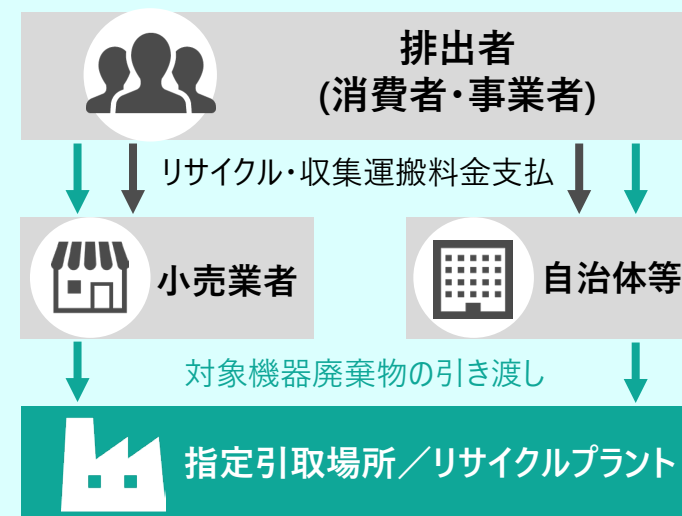 排出者
(消費者・事業者)
リサイクル・収集運搬料金支払
小売業者
自治体等
対象機器廃棄物の引き渡し
指定引取場所／リサイクルプラント